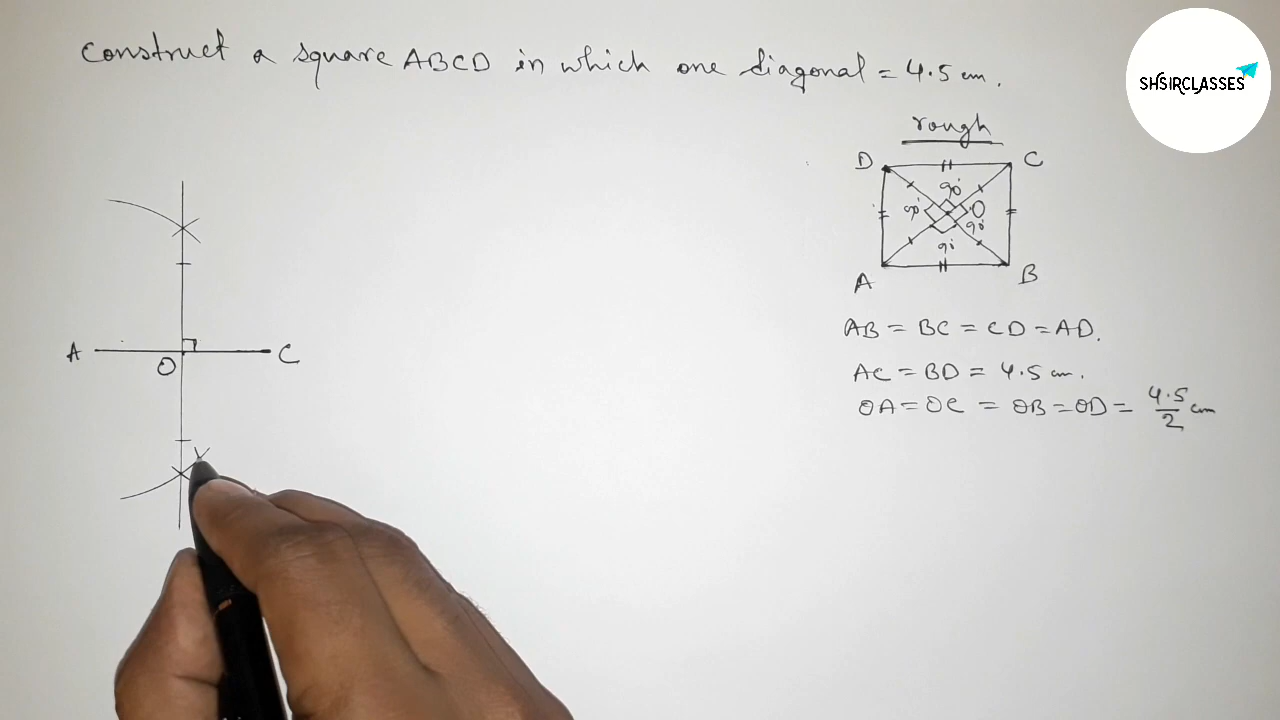 Construct a square ABCD in which one diagonal = 4.5 cm.
SHSIRCLASSES
rough
D C
90° 90° O 90° 90°
A B
AB = BC = CD = AD.
AC = BD = 4.5 cm.
OA = OC = OB = OD = 4.5/2 cm
A O C